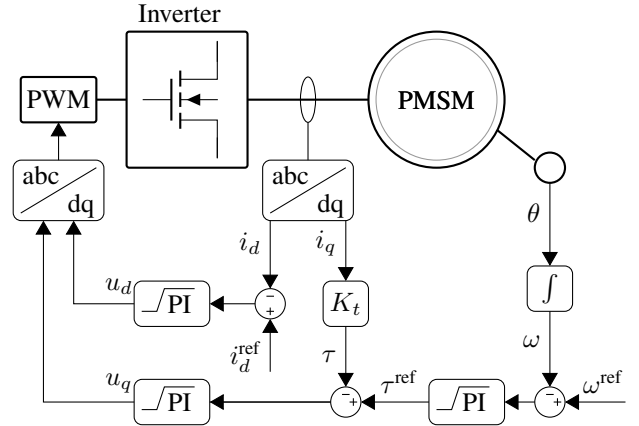 Inverter
PWM
PMSM
abc
dq
abc
dq
θ
i_d
i_q
u_d
PI
-
+
K_t
∫
i_d^ref
τ
ω
u_q
PI
-
+
τ^ref
PI
-
+
ω^ref